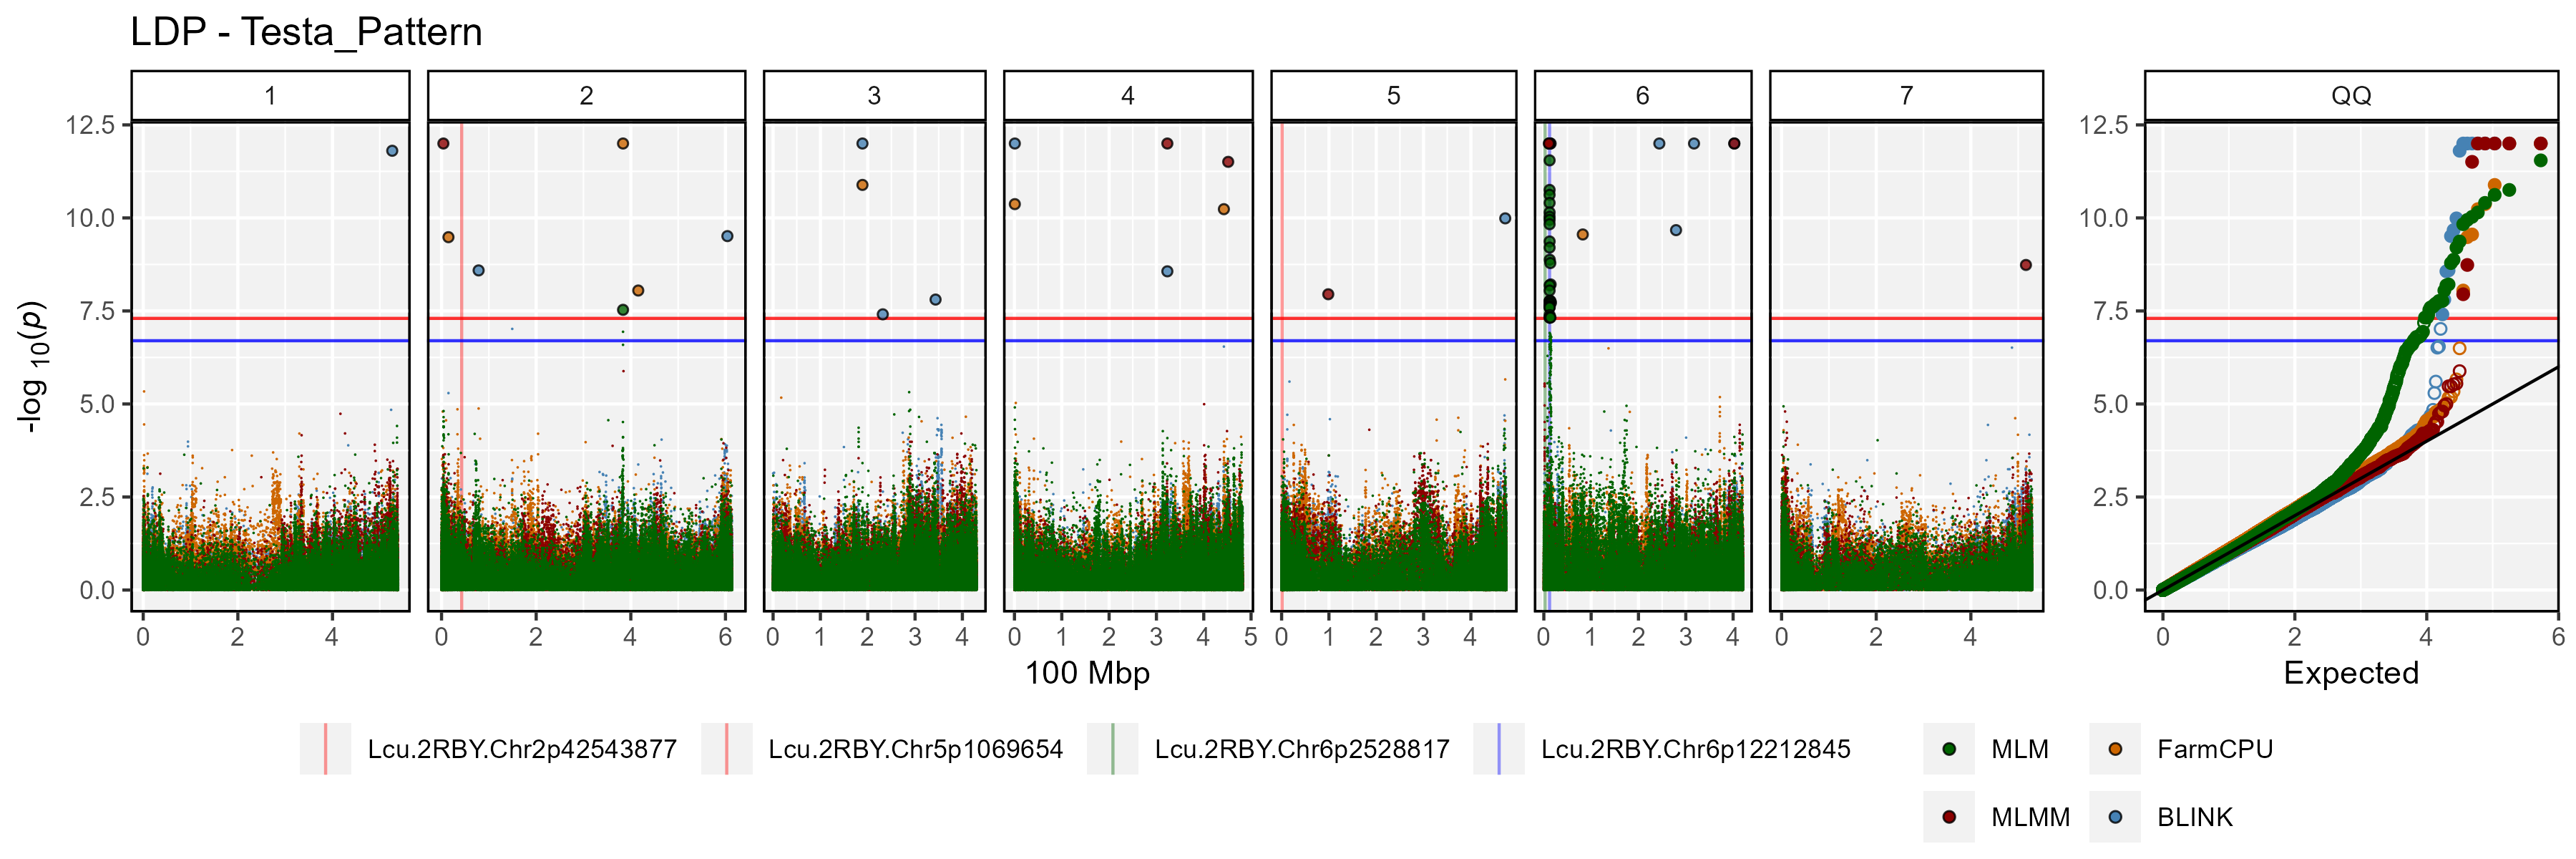 LDP - Testa_Pattern
1 2 3 4 5 6 7 QQ
12.5 12.5
10.0 10.0
7.5 7.5
5.0 5.0
2.5 2.5
0.0 0.0
-log 10(p)
0 2 4 0 2 4 6 0 1 2 3 4 0 1 2 3 4 5 0 1 2 3 4 0 1 2 3 4 0 2 4 0 2 4 6
100 Mbp Expected
Lcu.2RBY.Chr2p42543877 Lcu.2RBY.Chr5p1069654 Lcu.2RBY.Chr6p2528817 Lcu.2RBY.Chr6p12212845 MLM FarmCPU
MLMM BLINK